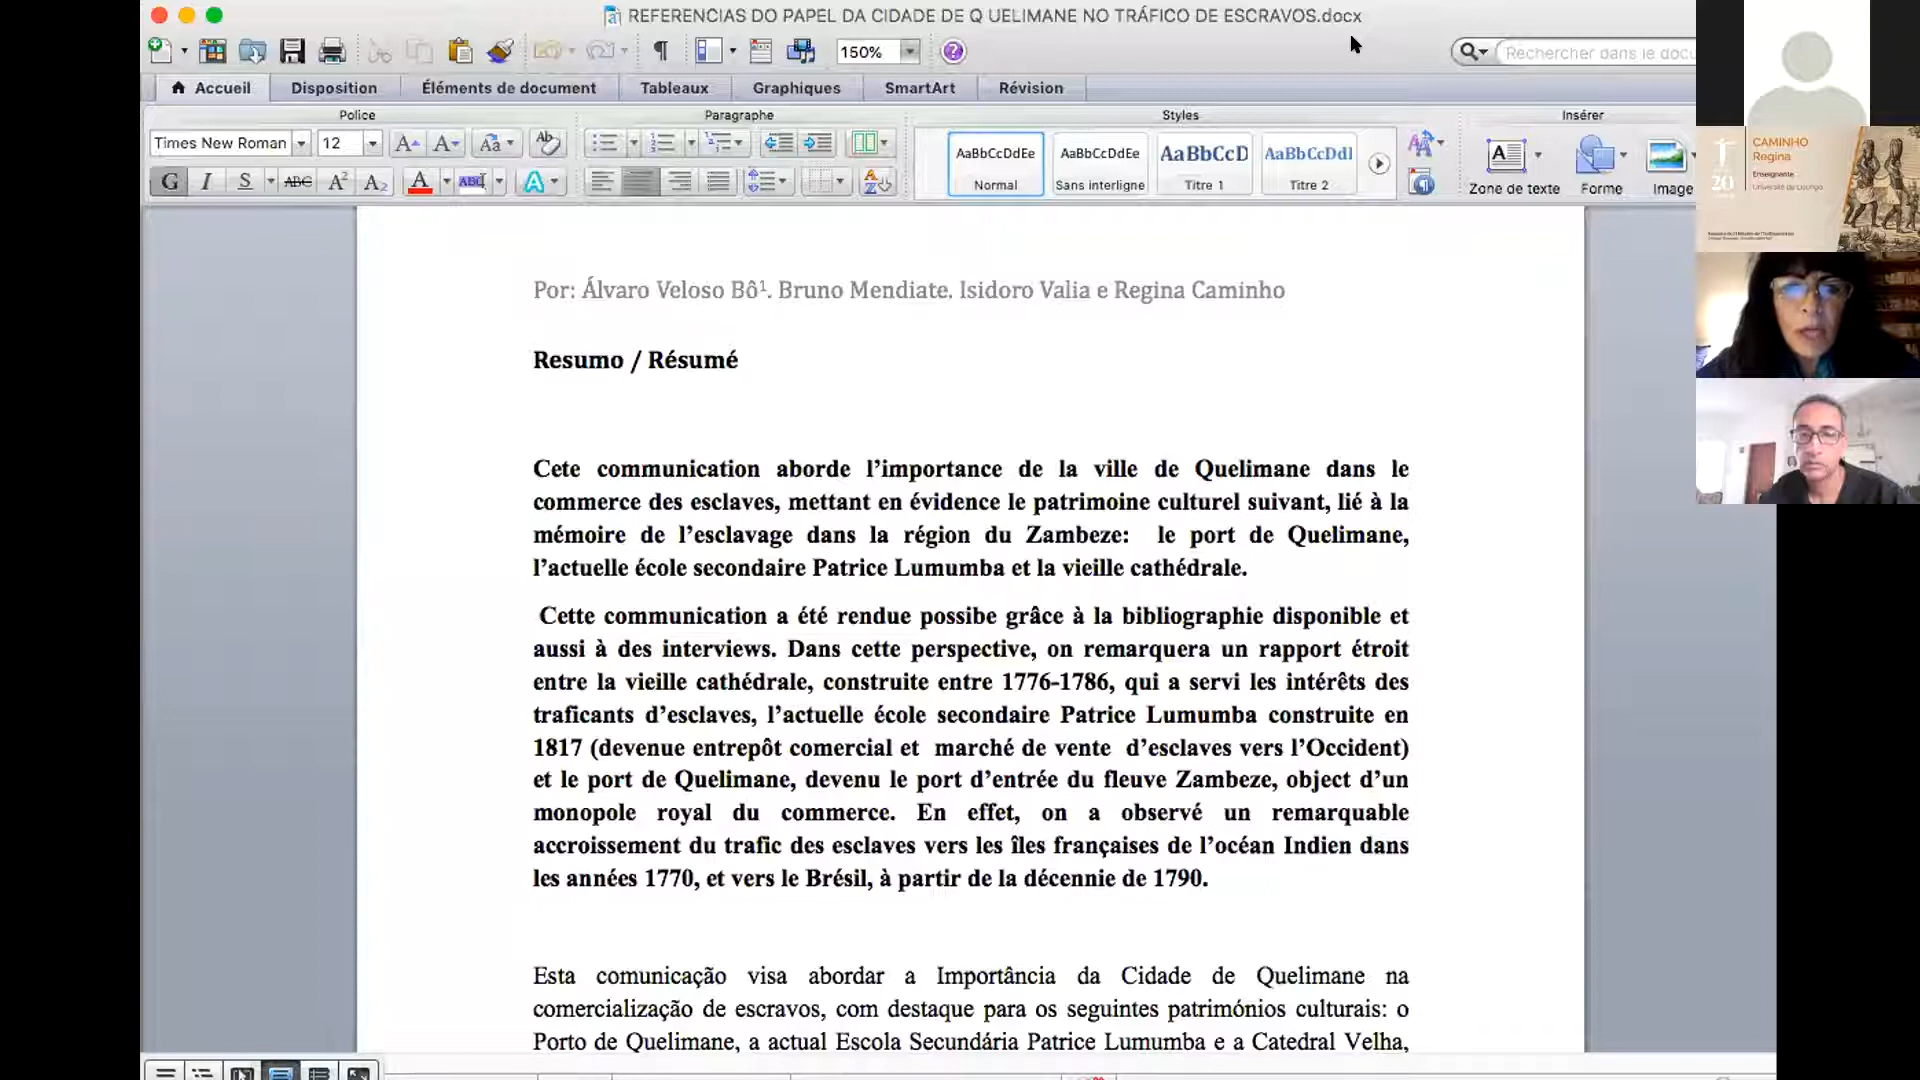 REFERENCIAS DO PAPEL DA CIDADE DE Q UELIMANE NO TRÁFICO DE ESCRAVOS.docx
150%
Rechercher dans le docu
Accueil
Disposition
Éléments de document
Tableaux
Graphiques
SmartArt
Révision
Police
Paragraphe
Styles
Insérer
Times New Roman
12
AaBbCcDdEe
Normal
AaBbCcDdEe
Sans interligne
AaBbCcD
Titre 1
AaBbCcDdI
Titre 2
Zone de texte
Forme
Image
CAMINHO
Regina
Enseignante
20
Por: Álvaro Veloso Bô¹. Bruno Mendiate. Isidoro Valia e Regina Caminho
Resumo / Résumé
Cete communication aborde l’importance de la ville de Quelimane dans le
commerce des esclaves, mettant en évidence le patrimoine culturel suivant, lié à la
mémoire de l’esclavage dans la région du Zambeze: le port de Quelimane,
l’actuelle école secondaire Patrice Lumumba et la vieille cathédrale.
Cette communication a été rendue possibe grâce à la bibliographie disponible et
aussi à des interviews. Dans cette perspective, on remarquera un rapport étroit
entre la vieille cathédrale, construite entre 1776-1786, qui a servi les intérêts des
traficants d’esclaves, l’actuelle école secondaire Patrice Lumumba construite en
1817 (devenue entrepôt comercial et marché de vente d’esclaves vers l’Occident)
et le port de Quelimane, devenu le port d’entrée du fleuve Zambeze, object d’un
monopole royal du commerce. En effet, on a observé un remarquable
accroissement du trafic des esclaves vers les îles françaises de l’océan Indien dans
les années 1770, et vers le Brésil, à partir de la décennie de 1790.
Esta comunicação visa abordar a Importância da Cidade de Quelimane na
comercialização de escravos, com destaque para os seguintes patrimónios culturais: o
Porto de Quelimane, a actual Escola Secundária Patrice Lumumba e a Catedral Velha,